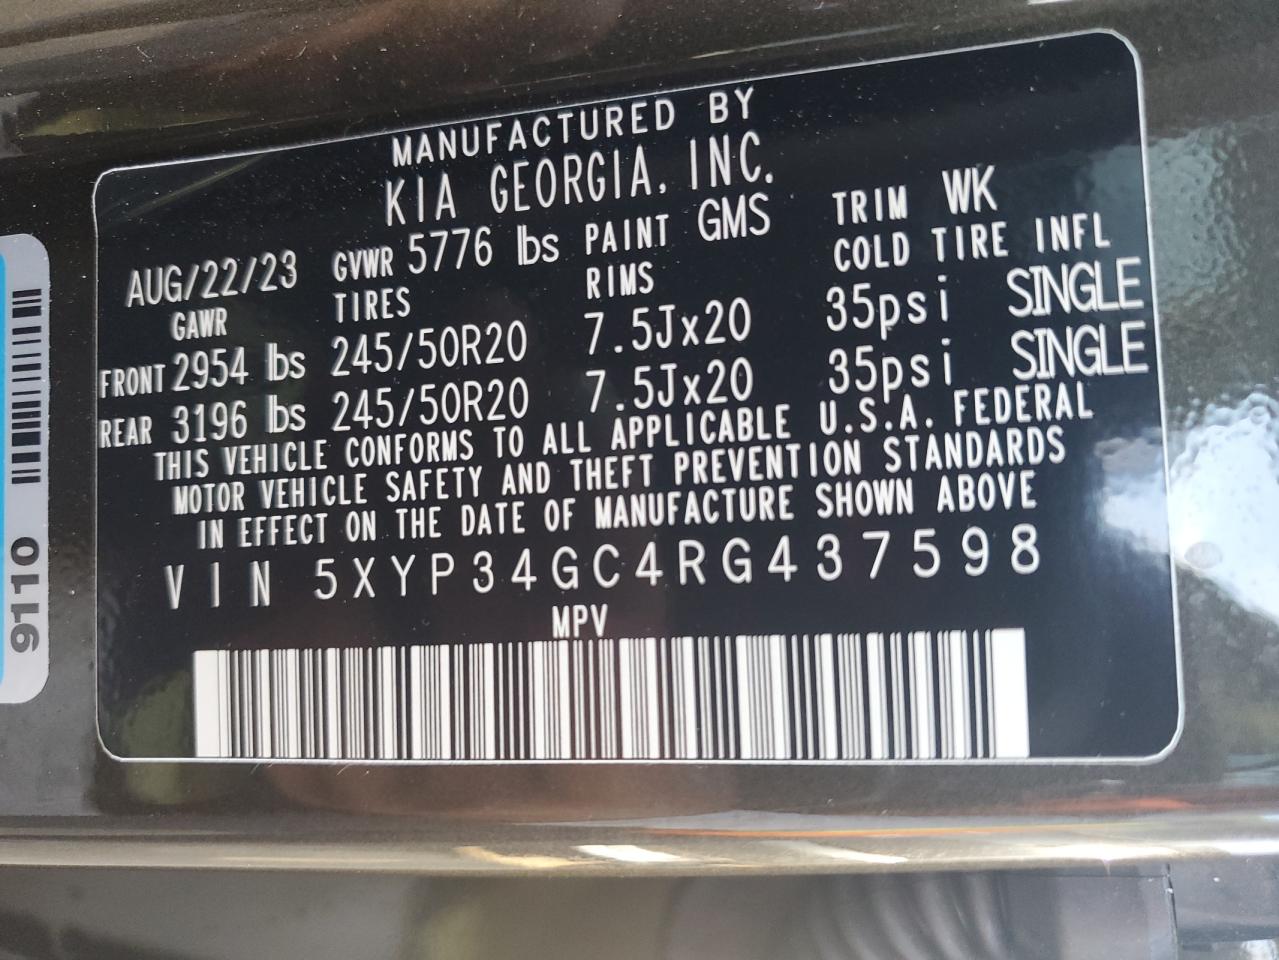 MANUFACTURED BY
KIA GEORGIA, INC.
AUG/22/23 GVWR 5776 lbs PAINT GMS TRIM WK
GAWR TIRES RIMS COLD TIRE INFL
FRONT 2954 lbs 245/50R20 7.5Jx20 35psi SINGLE
REAR 3196 lbs 245/50R20 7.5Jx20 35psi SINGLE
THIS VEHICLE CONFORMS TO ALL APPLICABLE U.S.A. FEDERAL
MOTOR VEHICLE SAFETY AND THEFT PREVENTION STANDARDS
IN EFFECT ON THE DATE OF MANUFACTURE SHOWN ABOVE
VIN 5XYP34GC4RG437598
MPV
9110